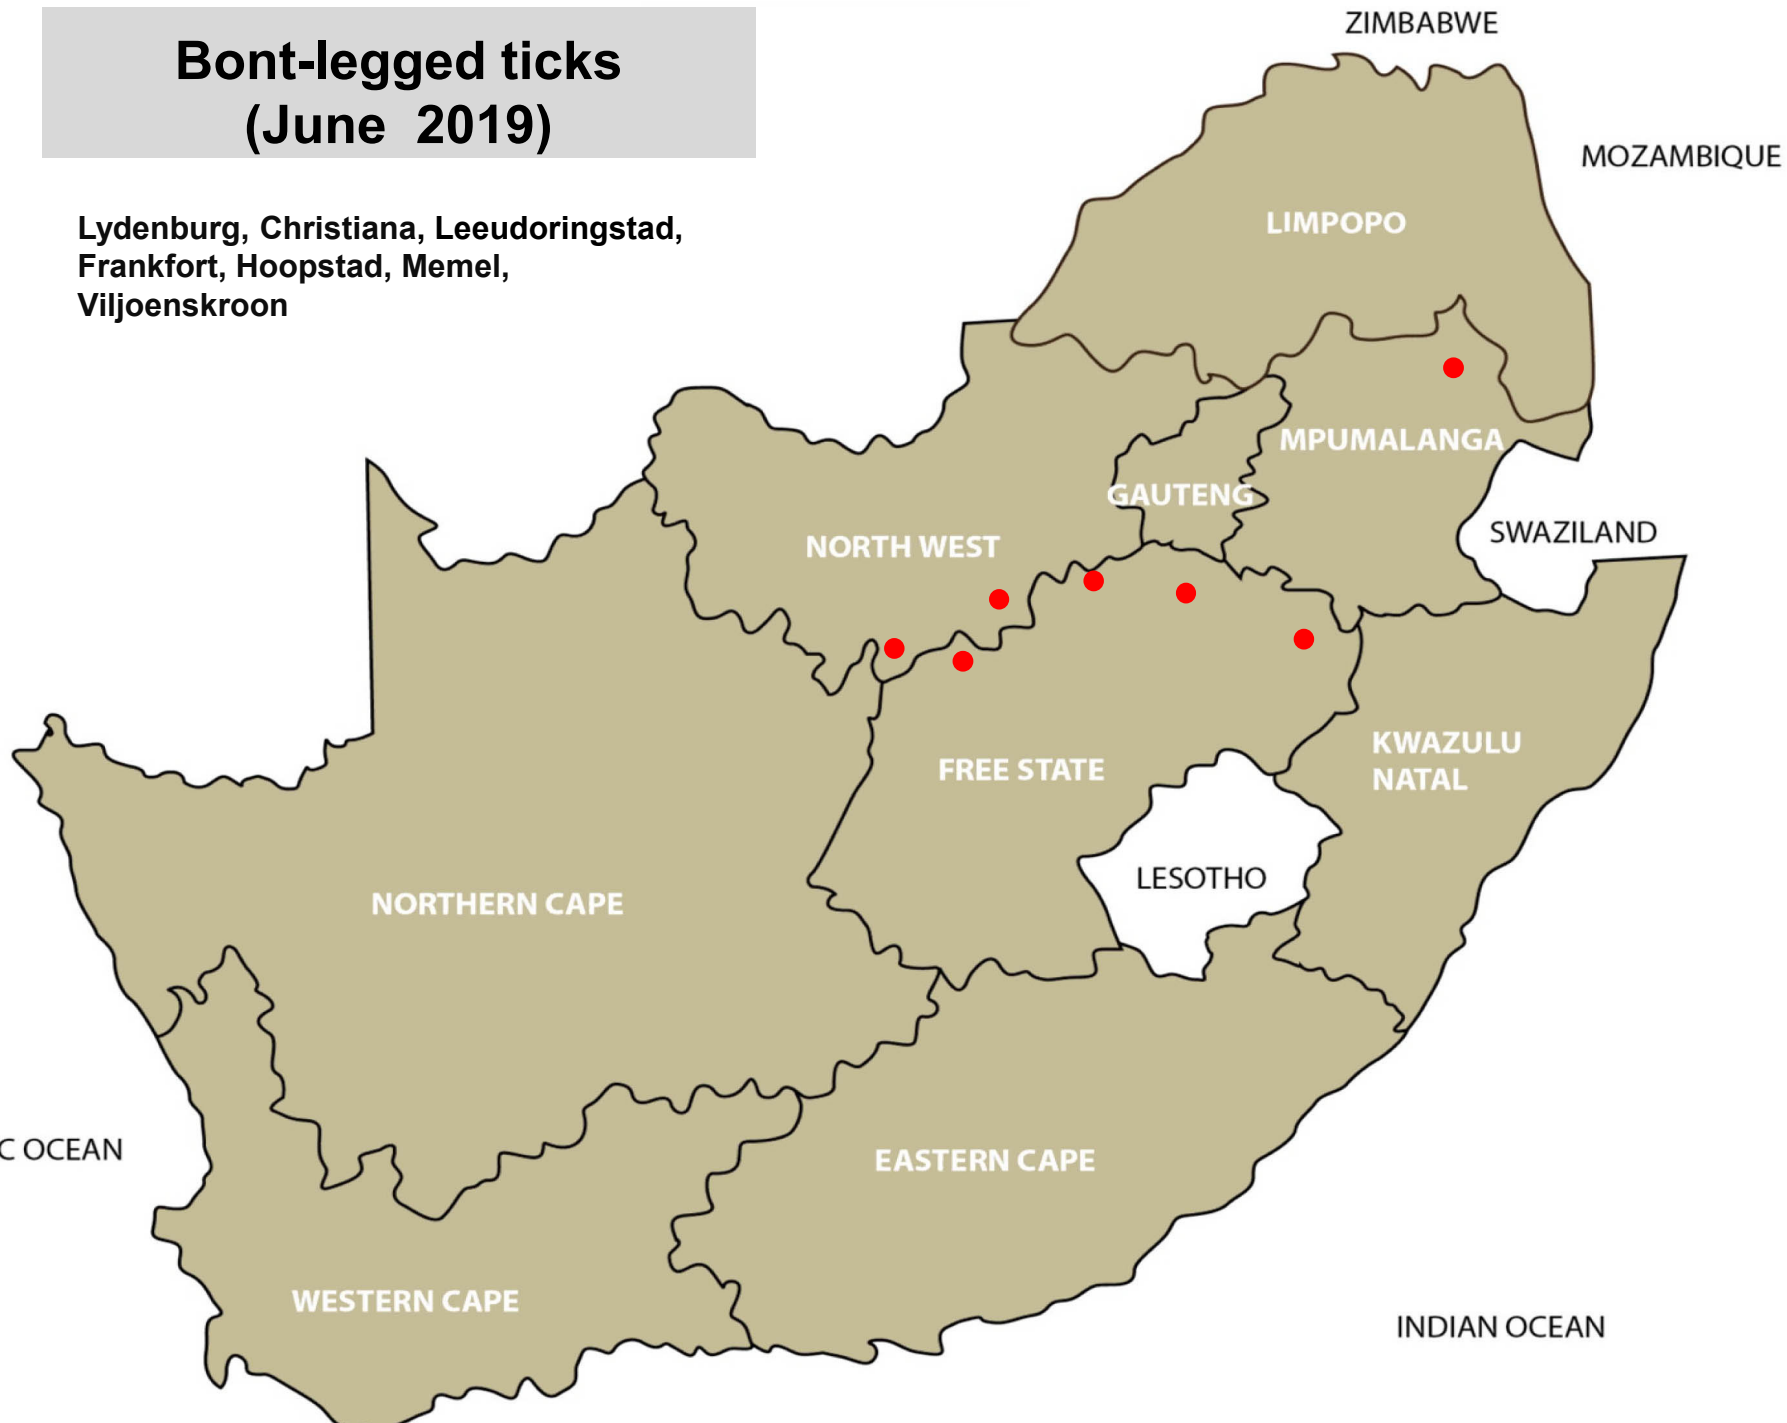 Bont-legged ticks
(June 2019)
Lydenburg, Christiana, Leeudoringstad,
Frankfort, Hoopstad, Memel,
Viljoenskroon
ZIMBABWE
MOZAMBIQUE
LIMPOPO
MPUMALANGA
GAUTENG
SWAZILAND
NORTH WEST
KWAZULU
NATAL
FREE STATE
LESOTHO
NORTHERN CAPE
C OCEAN
EASTERN CAPE
WESTERN CAPE
INDIAN OCEAN